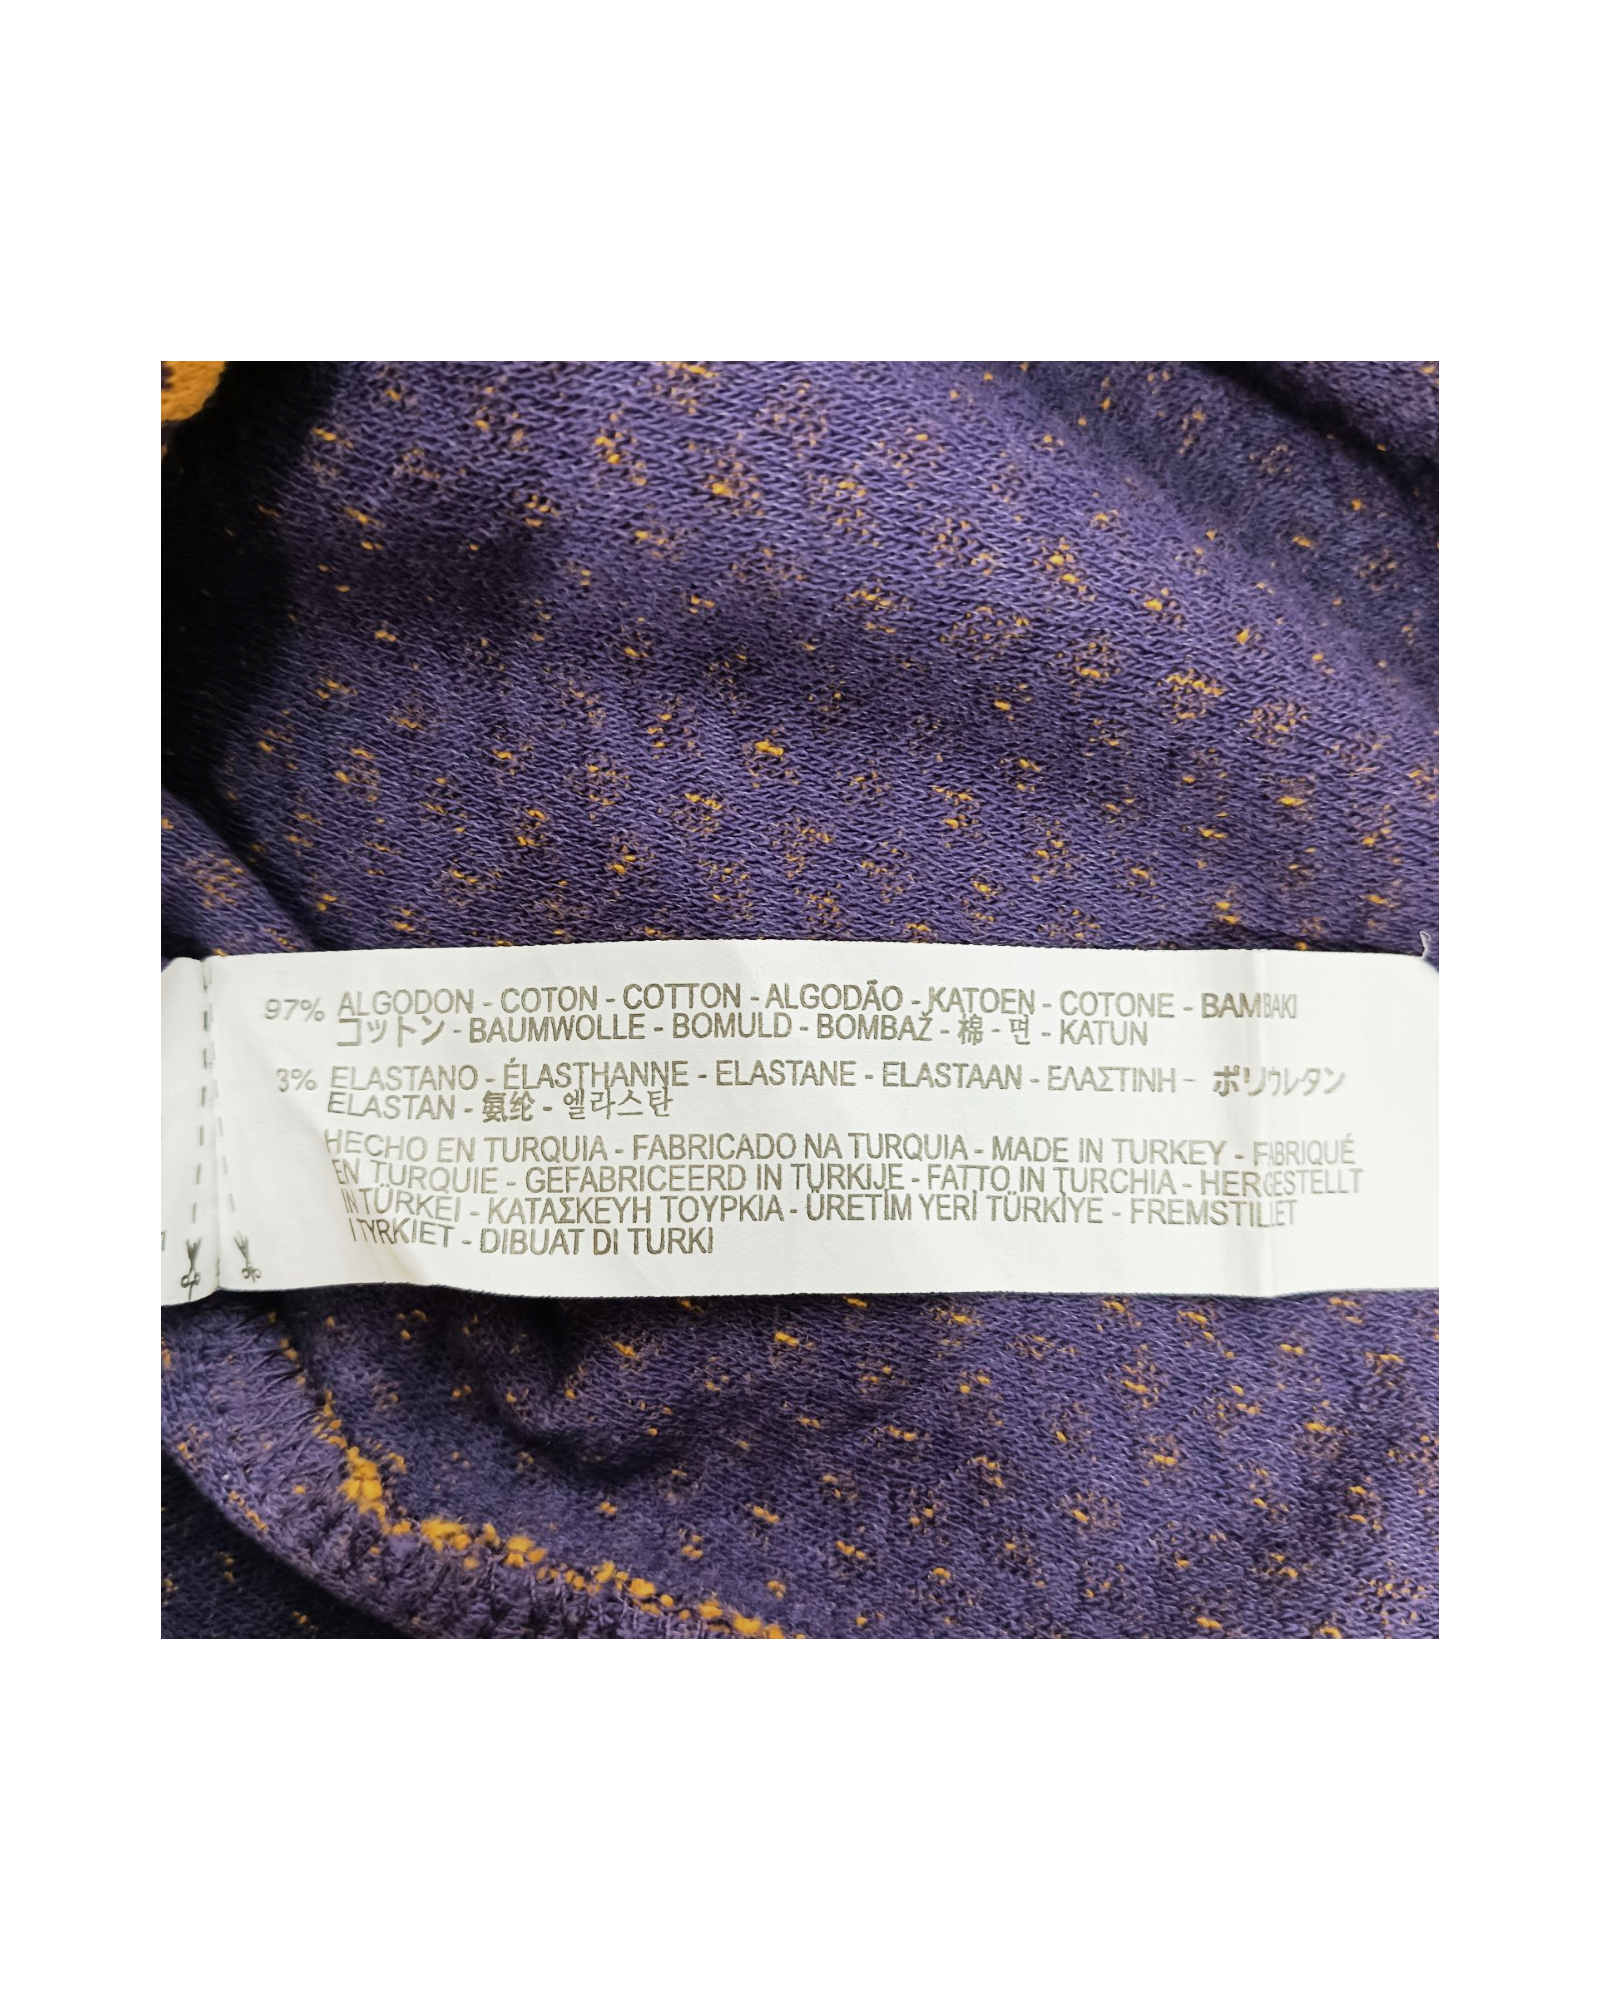 97% ALGODON - COTON - COTTON - ALGODÃO - KATOEN - COTONE - BAMBAKI
コットン - BAUMWOLLE - BOMULD - BOMBAŽ - 棉 - 면 - KATUN
3% ELASTANO - ÉLASTHANNE - ELASTANE - ELASTAAN - ΕΛΑΣΤΙΝΗ - ポリウレタン
ELASTAN - 氨纶 - 엘라스탄
HECHO EN TURQUIA - FABRICADO NA TURQUIA - MADE IN TURKEY - FABRIQUÉ
EN TURQUIE - GEFABRICEERD IN TURKIJE - FATTO IN TURCHIA - HERGESTELLT
IN TÜRKEI - ΚΑΤΑΣΚΕΥΗ ΤΟΥΡΚΙΑ - ÜRETİM YERİ TÜRKİYE - FREMSTILLET
I TYRKIET - DIBUAT DI TURKI